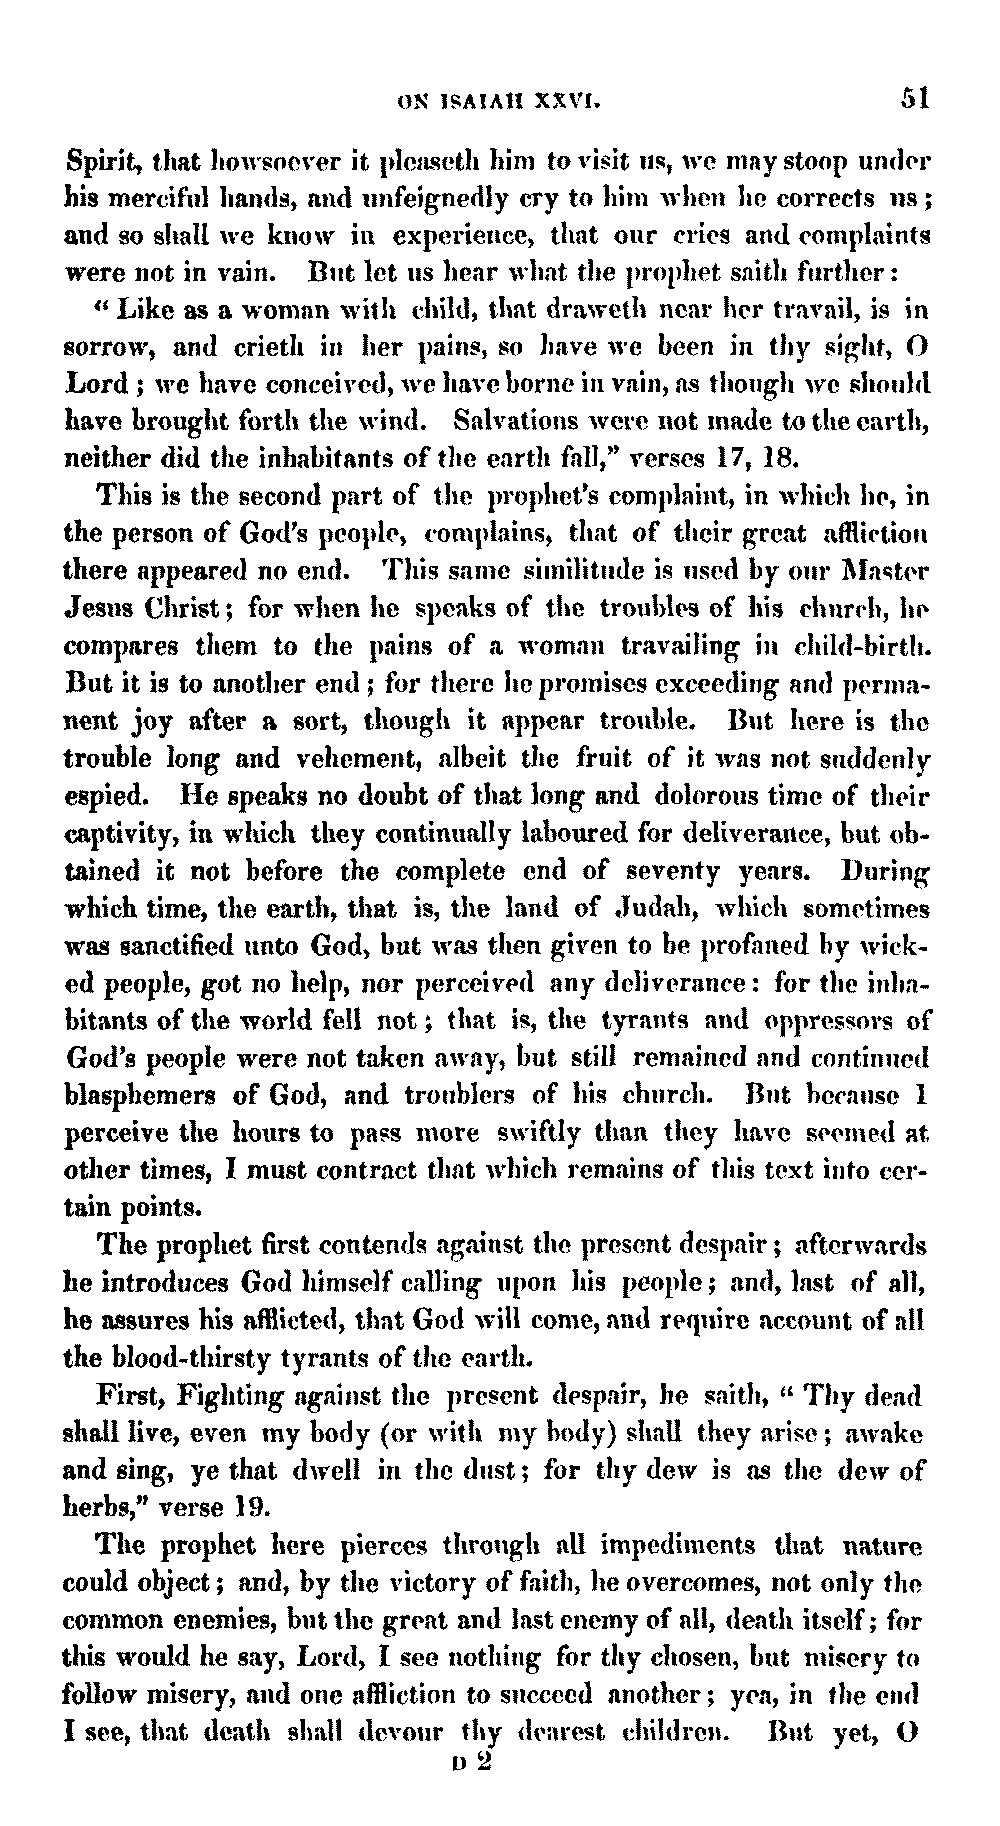 ON ISAIAH XXVI. 51
Spirit, that howsoever it pleaseth him to visit us, we may stoop under
his merciful hands, and unfeignedly cry to him when he corrects us;
and so shall we know in experience, that our cries and complaints
were not in vain. But let us hear what the prophet saith further:
“Like as a woman with child, that draweth near her travail, is in
sorrow, and crieth in her pains, so have we been in thy sight, O
Lord; we have conceived, we have borne in vain, as though we should
have brought forth the wind. Salvations were not made to the earth,
neither did the inhabitants of the earth fall,” verses 17, 18.
This is the second part of the prophet's complaint, in which he, in
the person of God's people, complains, that of their great affliction
there appeared no end. This same similitude is used by our Master
Jesus Christ; for when he speaks of the troubles of his church, he
compares them to the pains of a woman travailing in child-birth.
But it is to another end; for there he promises exceeding and perma-
nent joy after a sort, though it appear trouble. But here is the
trouble long and vehement, albeit the fruit of it was not suddenly
espied. He speaks no doubt of that long and dolorous time of their
captivity, in which they continually laboured for deliverance, but ob-
tained it not before the complete end of seventy years. During
which time, the earth, that is, the land of Judah, which sometimes
was sanctified unto God, but was then given to be profaned by wick-
ed people, got no help, nor perceived any deliverance: for the inha-
bitants of the world fell not; that is, the tyrants and oppressors of
God's people were not taken away, but still remained and continued
blasphemers of God, and troublers of his church. But because I
perceive the hours to pass more swiftly than they have seemed at
other times, I must contract that which remains of this text into cer-
tain points.
The prophet first contends against the present despair; afterwards
he introduces God himself calling upon his people; and, last of all,
he assures his afflicted, that God will come, and require account of all
the blood-thirsty tyrants of the earth.
First, Fighting against the present despair, he saith, “Thy dead
shall live, even my body (or with my body) shall they arise; awake
and sing, ye that dwell in the dust; for thy dew is as the dew of
herbs,” verse 19.
The prophet here pierces through all impediments that nature
could object; and, by the victory of faith, he overcomes, not only the
common enemies, but the great and last enemy of all, death itself; for
this would he say, Lord, I see nothing for thy chosen, but misery to
follow misery, and one affliction to succeed another; yea, in the end
I see, that death shall devour thy dearest children. But yet, O
D 2